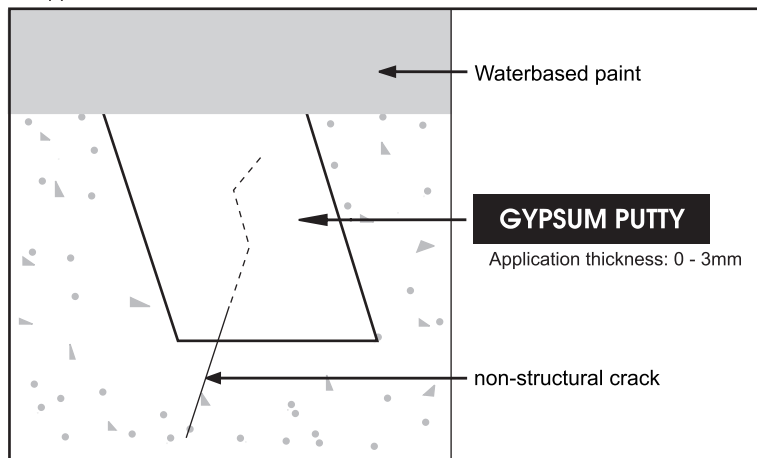 Waterbased paint
GYPSUM PUTTY
Application thickness: 0 - 3mm
non-structural crack